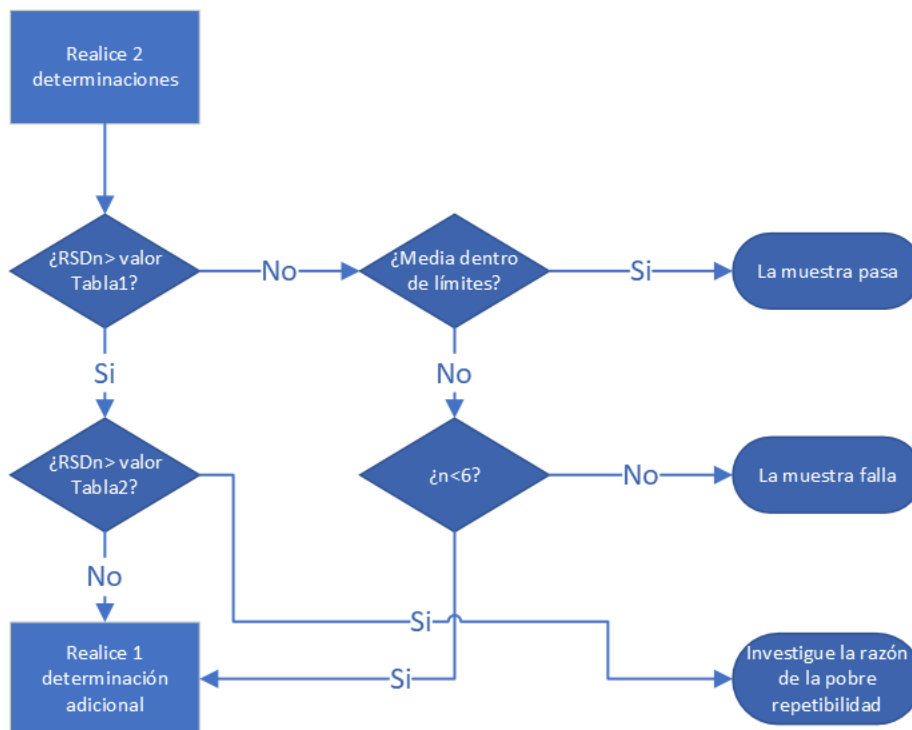 Realice 2
determinaciones
¿RSDn> valor
Tabla1?
No
¿Media dentro
de límites?
Si
La muestra pasa
Si
No
¿RSDn> valor
Tabla2?
¿n<6?
No
La muestra falla
No
Si
Realice 1
determinación
adicional
Si
Investigue la razón
de la pobre
repetibilidad